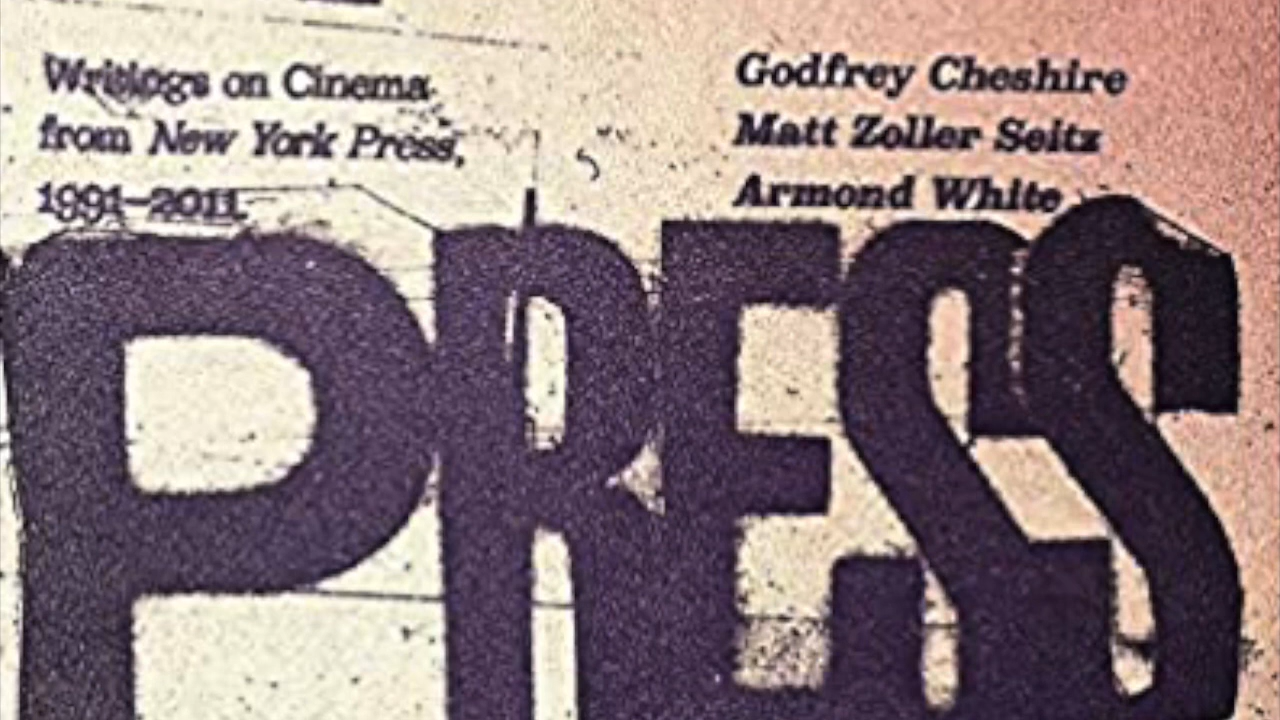 Writings on Cinema
from New York Press,
1991–2011
Godfrey Cheshire
Matt Zoller Seitz
Armond White
PRESS